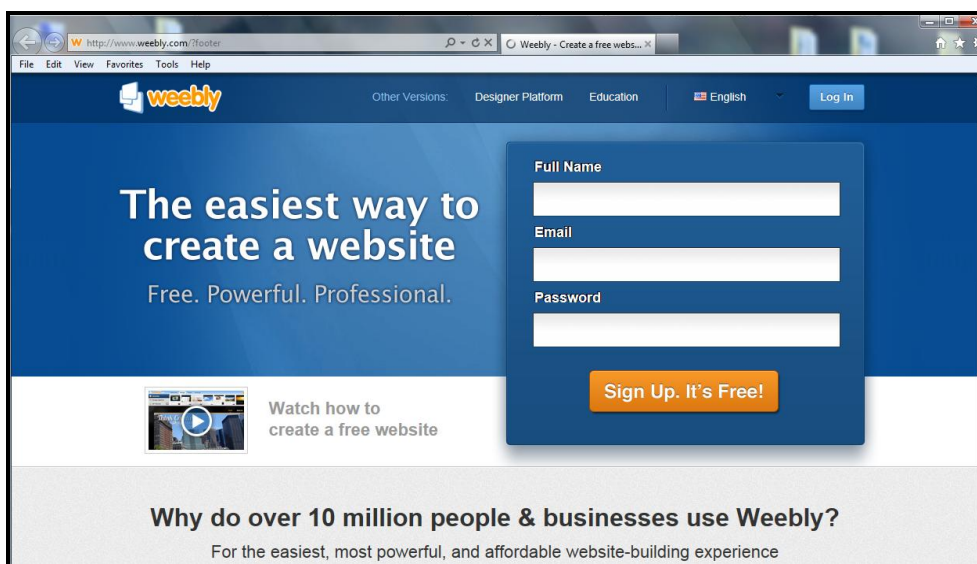 http://www.weebly.com/?footer
Weebly - Create a free webs...
File Edit View Favorites Tools Help
weebly
Other Versions: Designer Platform Education English Log In
Full Name
The easiest way to
create a website
Email
Free. Powerful. Professional.
Password
Sign Up. It's Free!
Watch how to
create a free website
Why do over 10 million people & businesses use Weebly?
For the easiest, most powerful, and affordable website-building experience